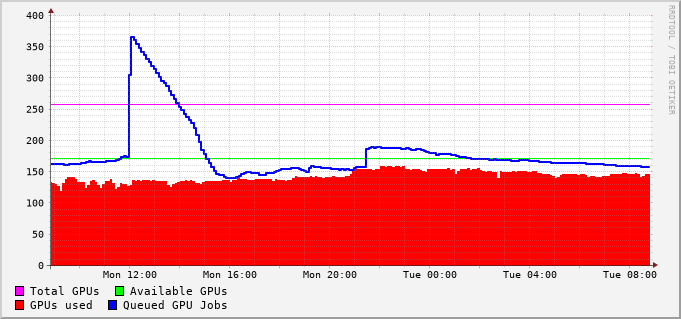 400
350
300
250
200
150
100
50
0
Mon 12:00 Mon 16:00 Mon 20:00 Tue 00:00 Tue 04:00 Tue 08:00
Total GPUs Available GPUs
GPUs used Queued GPU Jobs
RRDTOOL / TOBI OETIKER